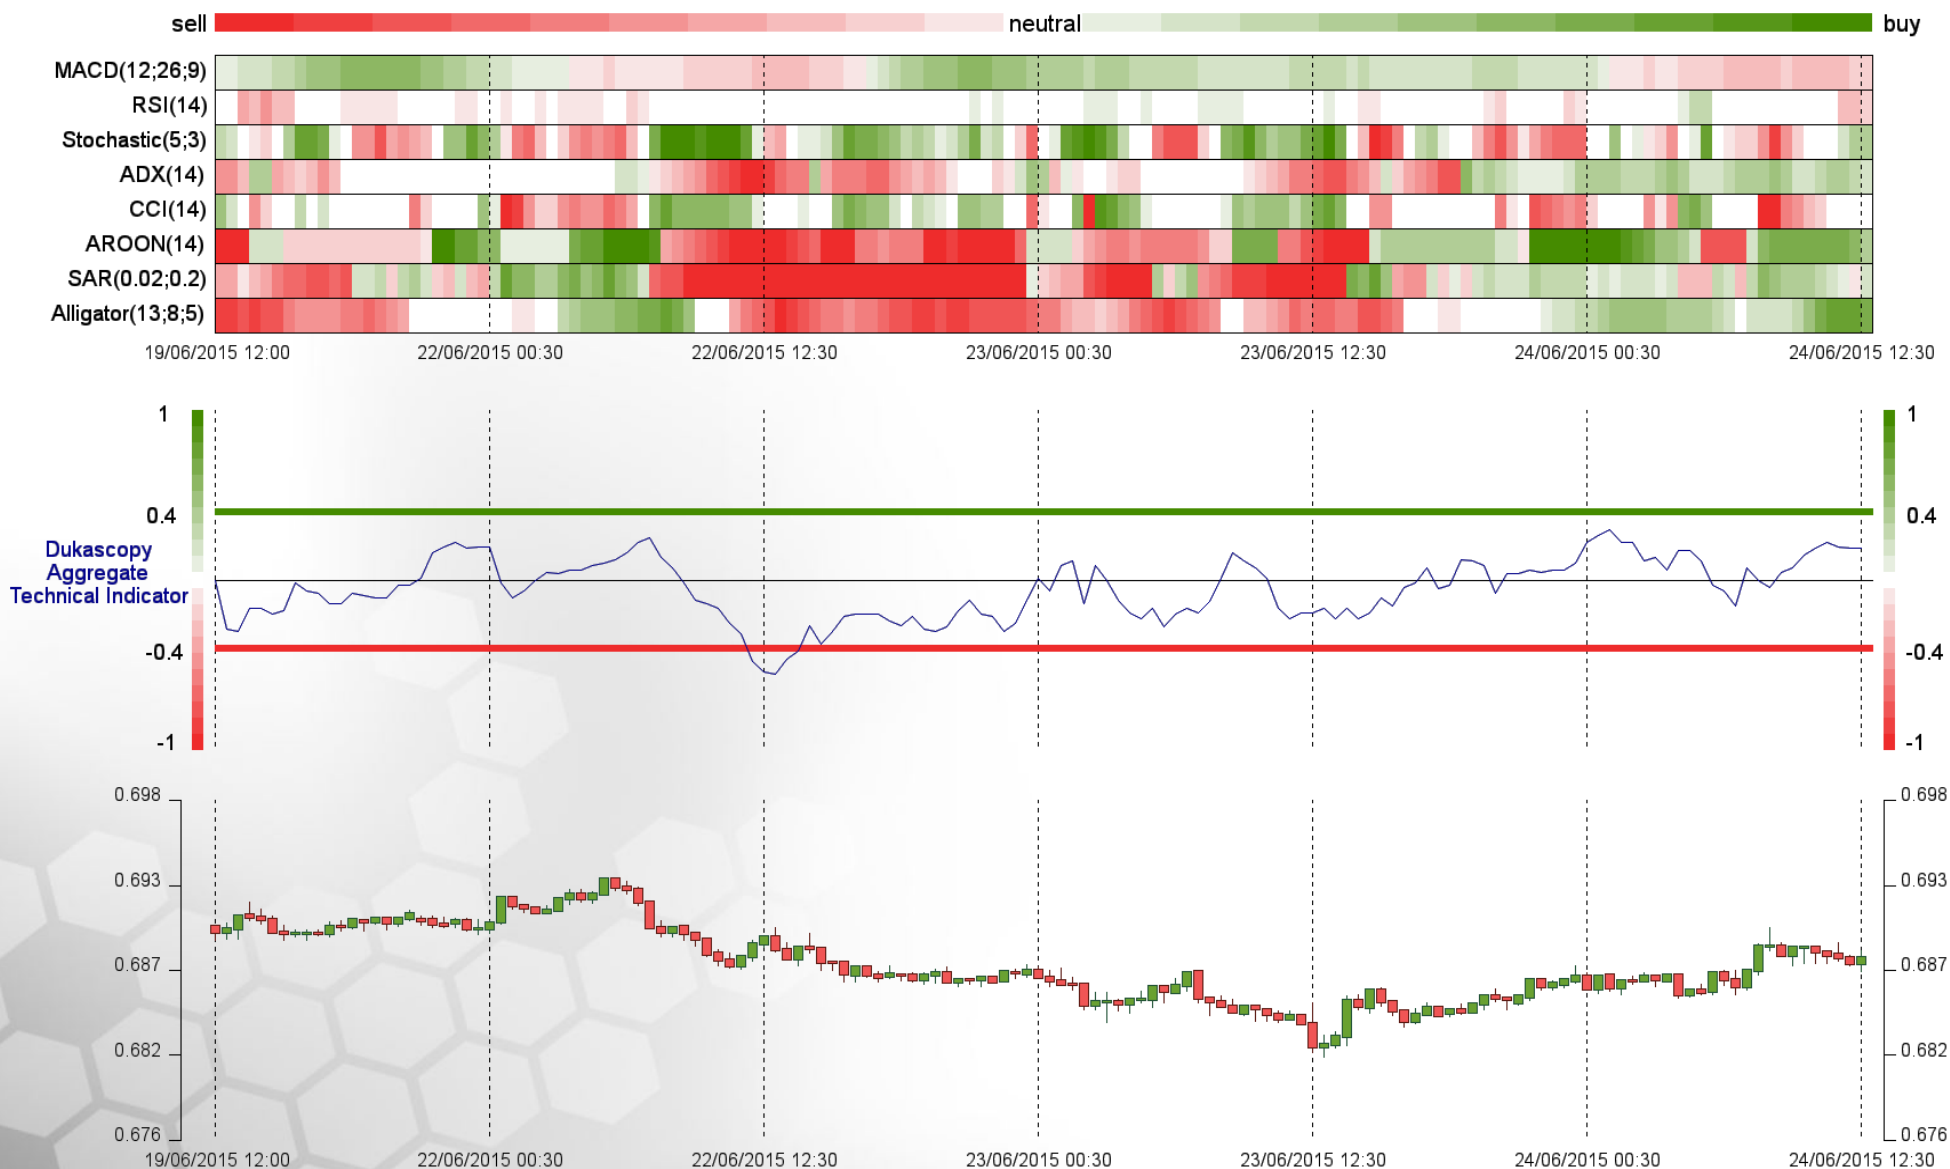 sell neutral buy
MACD(12;26;9)
RSI(14)
Stochastic(5;3)
ADX(14)
CCI(14)
AROON(14)
SAR(0.02;0.2)
Alligator(13;8;5)
19/06/2015 12:00 22/06/2015 00:30 22/06/2015 12:30 23/06/2015 00:30 23/06/2015 12:30 24/06/2015 00:30 24/06/2015 12:30
1 1
0.4 0.4
Dukascopy
Aggregate
Technical Indicator
-0.4 -0.4
-1 -1
0.698 0.698
0.693 0.693
0.687 0.687
0.682 0.682
0.676 0.676
19/06/2015 12:00 22/06/2015 00:30 22/06/2015 12:30 23/06/2015 00:30 23/06/2015 12:30 24/06/2015 00:30 24/06/2015 12:30